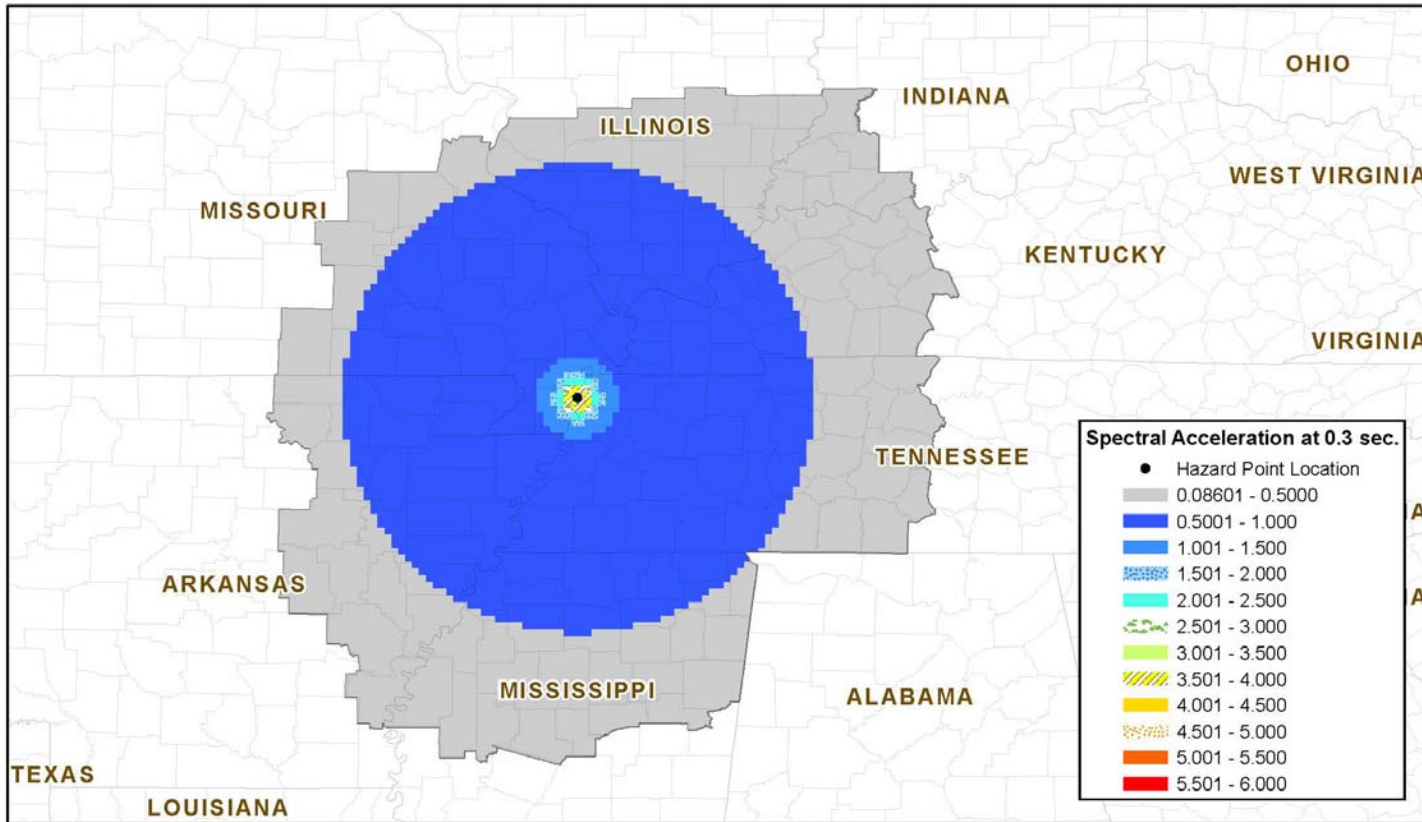 OHIO
INDIANA
ILLINOIS
WEST VIRGINIA
MISSOURI
KENTUCKY
VIRGINIA
TENNESSEE
ARKANSAS
MISSISSIPPI
ALABAMA
TEXAS
LOUISIANA
Spectral Acceleration at 0.3 sec.
Hazard Point Location
0.08601 - 0.5000
0.5001 - 1.000
1.001 - 1.500
1.501 - 2.000
2.001 - 2.500
2.501 - 3.000
3.001 - 3.500
3.501 - 4.000
4.001 - 4.500
4.501 - 5.000
5.001 - 5.500
5.501 - 6.000